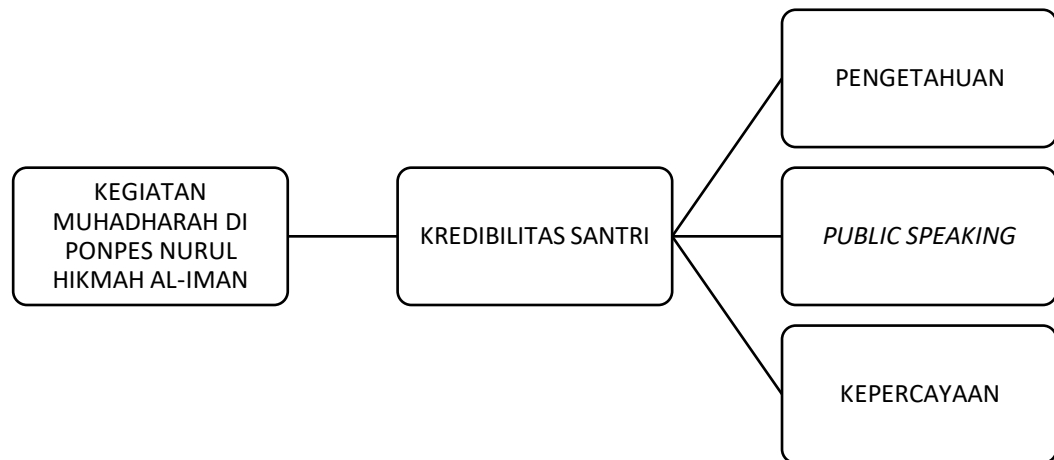 KEGIATAN
MUHADHARAH DI
PONPES NURUL
HIKMAH AL-IMAN
KREDIBILITAS SANTRI
PENGETAHUAN
PUBLIC SPEAKING
KEPERCAYAAN